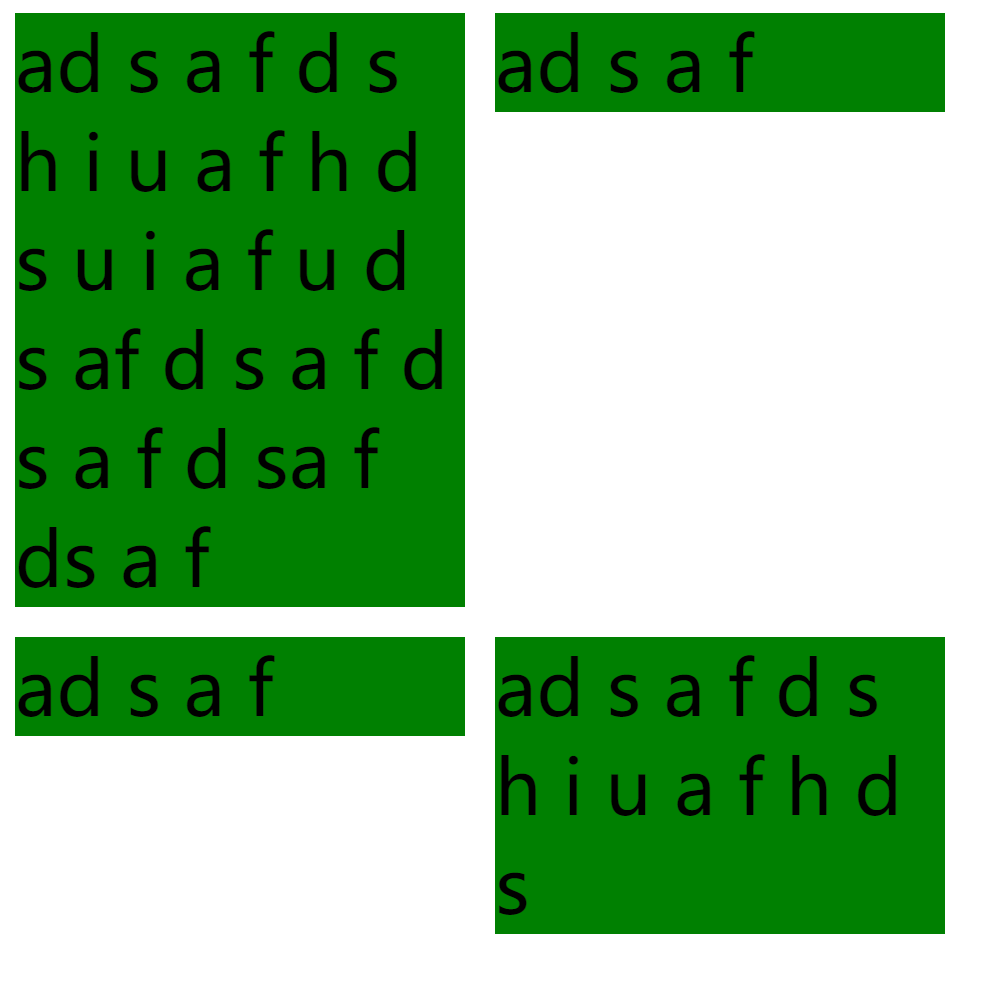 ad s a f d s
h i u a f h d
s u i a f u d
s af d s a f d
s a f d sa f
ds a f
ad s a f
ad s a f
ad s a f d s
h i u a f h d
s